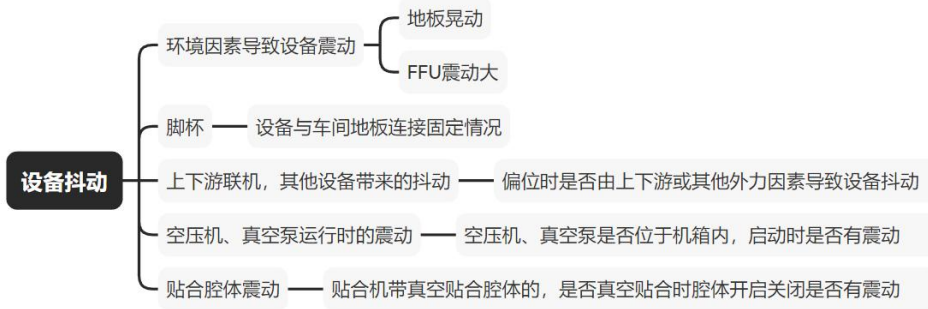 地板晃动
环境因素导致设备震动
FFU震动大
脚杯
设备与车间地板连接固定情况
设备抖动
上下游联机，其他设备带来的抖动
偏位时是否由上下游或其他外力因素导致设备抖动
空压机、真空泵运行时的震动
空压机、真空泵是否位于机箱内，启动时是否有震动
贴合腔体震动
贴合机带真空贴合腔体的，是否真空贴合时腔体开启关闭是否有震动